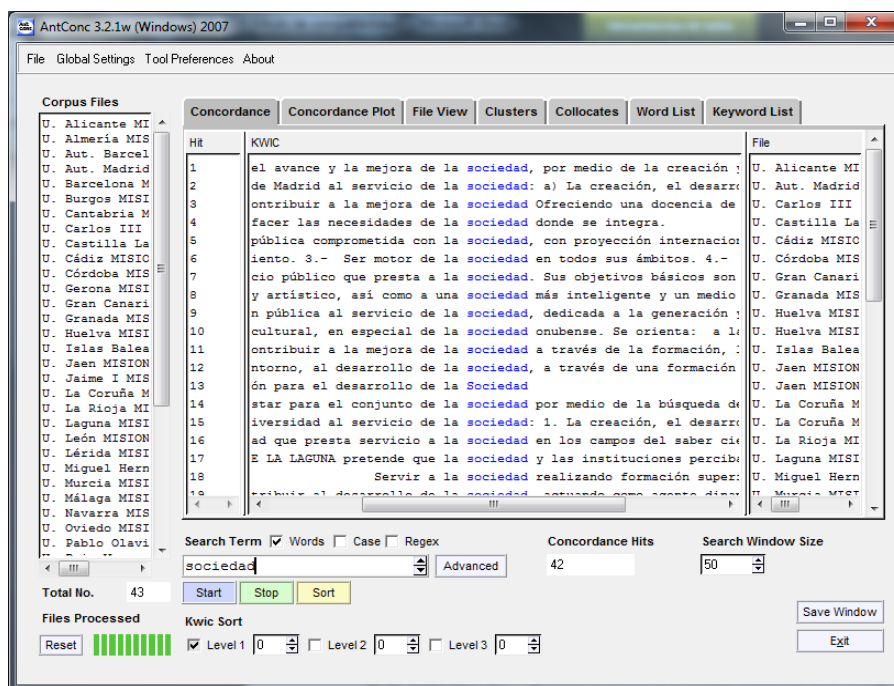 AntConc 3.2.1w (Windows) 2007
File Global Settings Tool Preferences About
Corpus Files
U. Alicante MI
U. Almería MIS
U. Aut. Barcel
U. Aut. Madrid
U. Barcelona M
U. Burgos MISI
U. Cantabria M
U. Carlos III
U. Castilla La
U. Cádiz MISIO
U. Córdoba MIS
U. Gerona MISI
U. Gran Canari
U. Granada MIS
U. Huelva MISI
U. Islas Balea
U. Jaen MISION
U. Jaime I MIS
U. La Coruña M
U. La Rioja MI
U. Laguna MISI
U. León MISION
U. Lérida MISI
U. Miguel Hern
U. Murcia MISI
U. Málaga MISI
U. Navarra MIS
U. Oviedo MISI
U. Pablo Olavi
Total No. 43
Files Processed
Reset
Concordance Concordance Plot File View Clusters Collocates Word List Keyword List
Hit KWIC File
1 el avance y la mejora de la sociedad, por medio de la creación U. Alicante MI
2 de Madrid al servicio de la sociedad: a) La creación, el desarro U. Aut. Madrid
3 ontribuir a la mejora de la sociedad Ofreciendo una docencia de U. Carlos III
4 facer las necesidades de la sociedad donde se integra. U. Castilla La
5 pública comprometida con la sociedad, con proyección internacion U. Cádiz MISIO
6 iento. 3.- Ser motor de la sociedad en todos sus ámbitos. 4.- U. Córdoba MIS
7 cio público que presta a la sociedad. Sus objetivos básicos son U. Gran Canari
8 y artístico, así como a una sociedad más inteligente y un medio U. Granada MIS
9 n pública al servicio de la sociedad, dedicada a la generación U. Huelva MISI
10 cultural, en especial de la sociedad onubense. Se orienta: a la U. Huelva MISI
11 ontribuir a la mejora de la sociedad a través de la formación, U. Islas Balea
12 ntorno, al desarrollo de la sociedad, a través de una formación U. Jaen MISION
13 ón para el desarrollo de la Sociedad U. Jaen MISION
14 star para el conjunto de la sociedad por medio de la búsqueda de U. La Coruña M
15 iversidad al servicio de la sociedad: 1. La creación, el desarro U. La Coruña M
16 ad que presta servicio a la sociedad en los campos del saber cie U. La Rioja MI
17 E LA LAGUNA pretende que la sociedad y las instituciones perciba U. Laguna MISI
18 Servir a la sociedad realizando formación super U. Miguel Hern
19 tribuir al desarrollo de la sociedad, actuando como agente dina U. Murcia MISI
Search Term Words Case Regex Concordance Hits Search Window Size
sociedad Advanced 42 50
Start Stop Sort
Save Window
Kwic Sort
Level 1 0 Level 2 0 Level 3 0
Exit